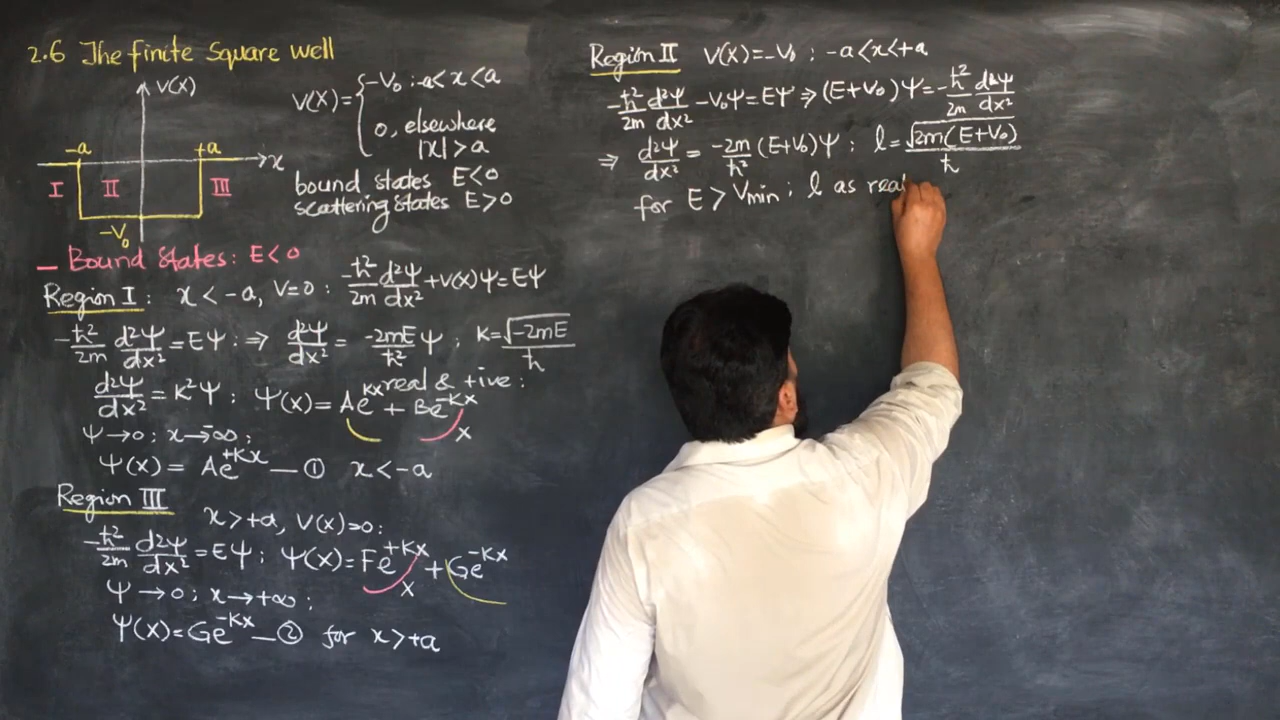 2.6 The finite Square well
V(x)
-a +a x
I II III
-V₀
V(x)= { -V₀ : -a < x < a
0, elsewhere
|x| > a
bound states E<0
scattering states E>0
— Bound States: E<0
Region I : x < -a, V=0 : -ħ²/2m d²ψ/dx² + V(x)ψ = Eψ
-ħ²/2m d²ψ/dx² = Eψ : ⇒ d²ψ/dx² = -2mE/ħ² ψ ; K = √-2mE/ħ
real & +ive :
d²ψ/dx² = K²ψ ; ψ(x) = Ae^Kx + Be^-Kx
x
ψ→0 ; x→-∞ ;
ψ(x) = Ae^+Kx — ① x < -a
Region III
x > +a, V(x)=0 :
-ħ²/2m d²ψ/dx² = Eψ ; ψ(x) = Fe^+Kx + Ge^-Kx
x
ψ→0 ; x→+∞ ;
ψ(x) = Ge^-Kx — ② for x > +a
Region II V(x) = -V₀ : -a < x < +a
-ħ²/2m d²ψ/dx² - V₀ψ = Eψ ⇒ (E+V₀)ψ = -ħ²/2m d²ψ/dx²
⇒ d²ψ/dx² = -2m/ħ² (E+V₀)ψ ; l = √2m(E+V₀)/ħ
for E > Vmin ; l as real